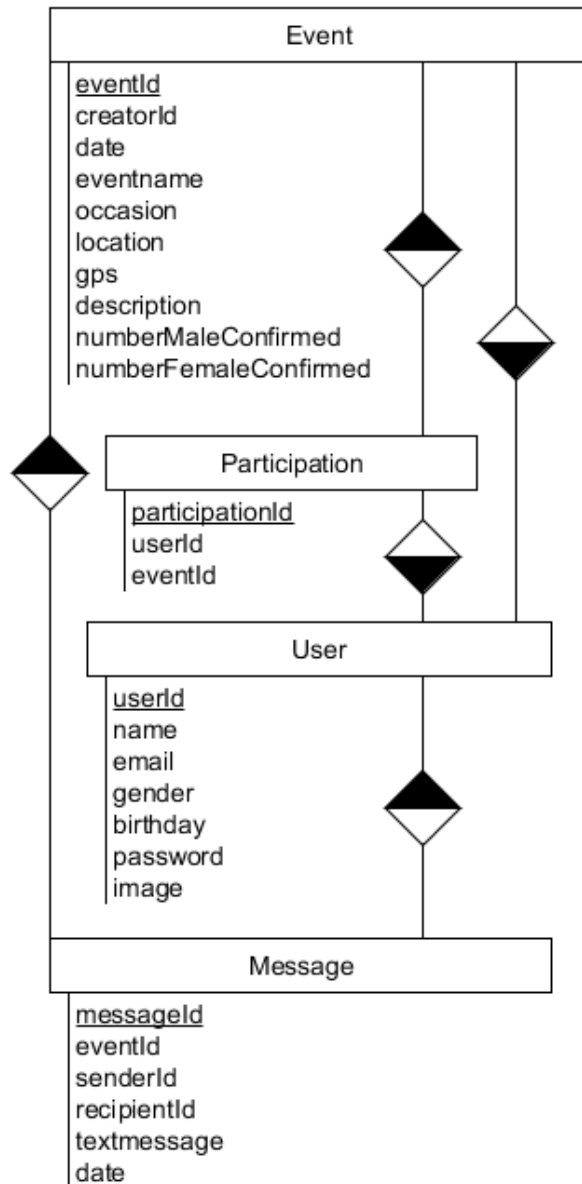 Event
eventId
creatorId
date
eventname
occasion
location
gps
description
numberMaleConfirmed
numberFemaleConfirmed
Participation
participationId
userId
eventId
User
userId
name
email
gender
birthday
password
image
Message
messageId
eventId
senderId
recipientId
textmessage
date